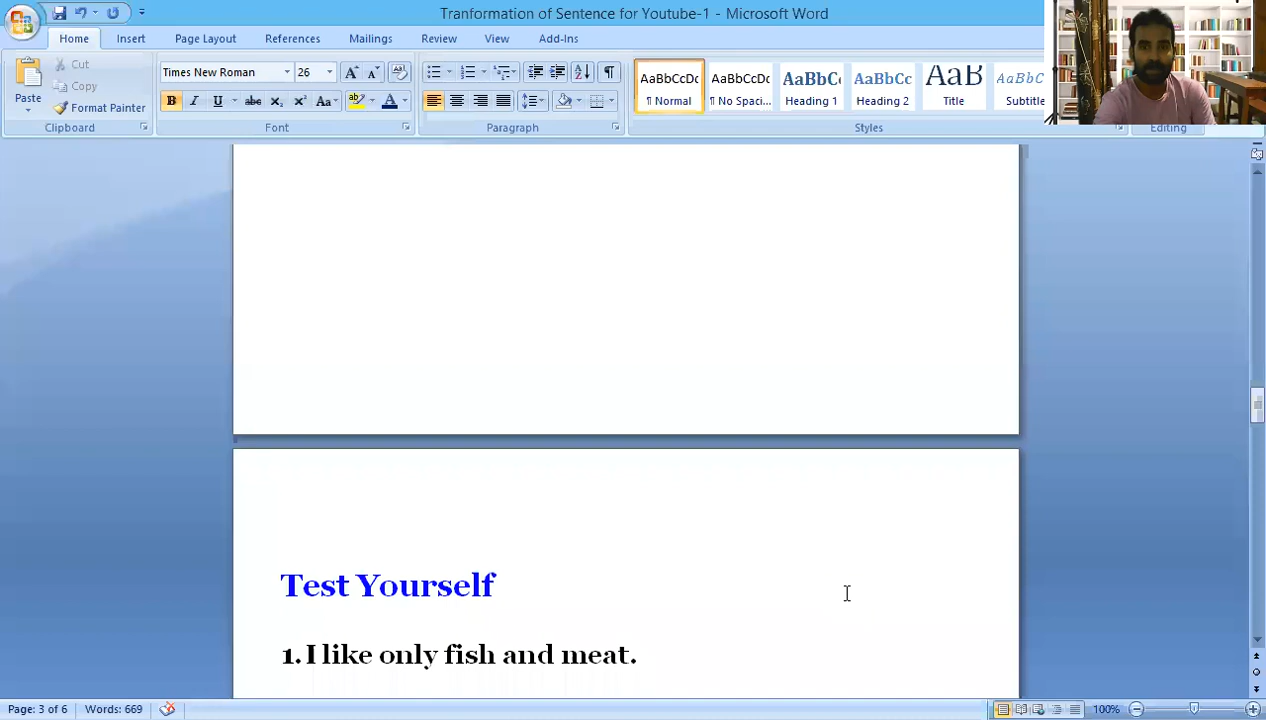 Tranformation of Sentence for Youtube-1 - Microsoft Word
Home Insert Page Layout References Mailings Review View Add-Ins
Paste
Cut
Copy
Format Painter
Clipboard
Times New Roman 26
Font
Paragraph
AaBbCcDc AaBbCcDc AaBbC AaBbC AaB AaBbC
¶ Normal ¶ No Spaci... Heading 1 Heading 2 Title Subtitle
Styles
Editing
Test Yourself
1. I like only fish and meat.
Page: 3 of 6 Words: 669 100%